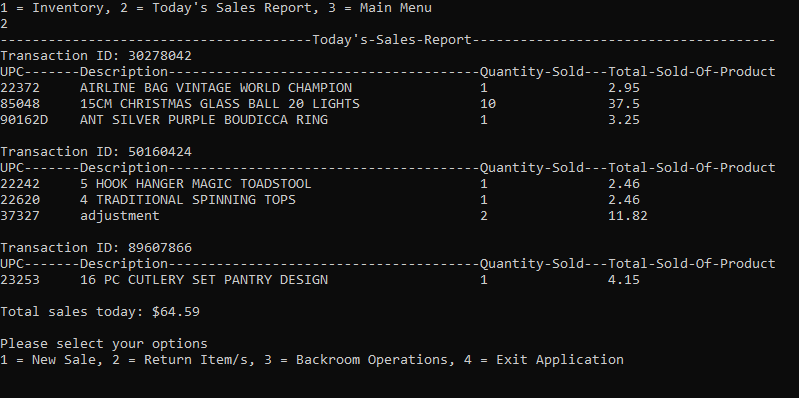 1 = Inventory, 2 = Today's Sales Report, 3 = Main Menu
2
---------------------------------------Today's-Sales-Report--------------------------------------
Transaction ID: 30278042
UPC-------Description---------------------------------------Quantity-Sold---Total-Sold-Of-Product
22372     AIRLINE BAG VINTAGE WORLD CHAMPION                1               2.95
85048     15CM CHRISTMAS GLASS BALL 20 LIGHTS               10              37.5
90162D    ANT SILVER PURPLE BOUDICCA RING                   1               3.25

Transaction ID: 50160424
UPC-------Description---------------------------------------Quantity-Sold---Total-Sold-Of-Product
22242     5 HOOK HANGER MAGIC TOADSTOOL                     1               2.46
22620     4 TRADITIONAL SPINNING TOPS                       1               2.46
37327     adjustment                                        2               11.82

Transaction ID: 89607866
UPC-------Description---------------------------------------Quantity-Sold---Total-Sold-Of-Product
23253     16 PC CUTLERY SET PANTRY DESIGN                   1               4.15

Total sales today: $64.59

Please select your options
1 = New Sale, 2 = Return Item/s, 3 = Backroom Operations, 4 = Exit Application